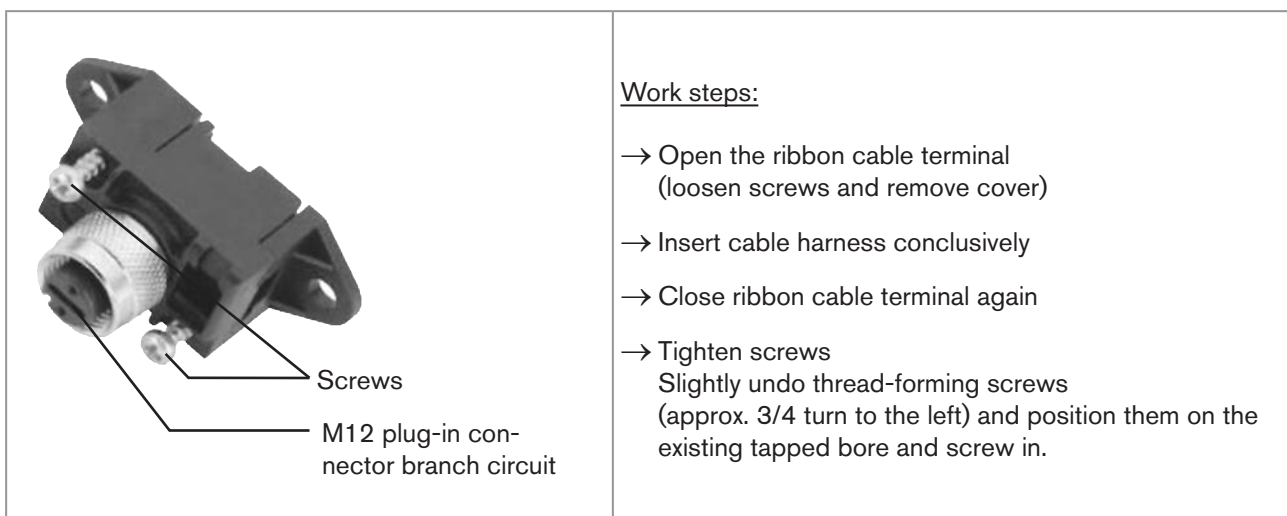 Work steps:
→ Open the ribbon cable terminal
(loosen screws and remove cover)
→ Insert cable harness conclusively
→ Close ribbon cable terminal again
→ Tighten screws
Slightly undo thread-forming screws
(approx. 3/4 turn to the left) and position them on the
existing tapped bore and screw in.
Screws
M12 plug-in con-
nector branch circuit